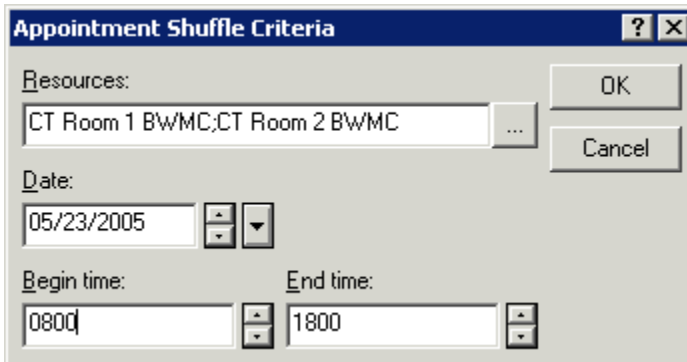 Appointment Shuffle Criteria ? X
Resources:
CT Room 1 BWMC;CT Room 2 BWMC ...
OK
Cancel
Date:
05/23/2005
Begin time: End time:
0800 1800